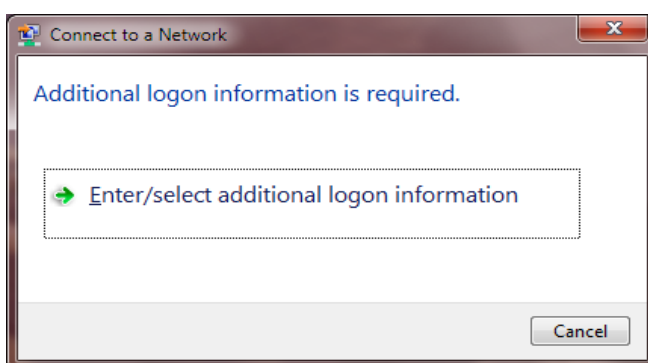 Connect to a Network
Additional logon information is required.
Enter/select additional logon information
Cancel